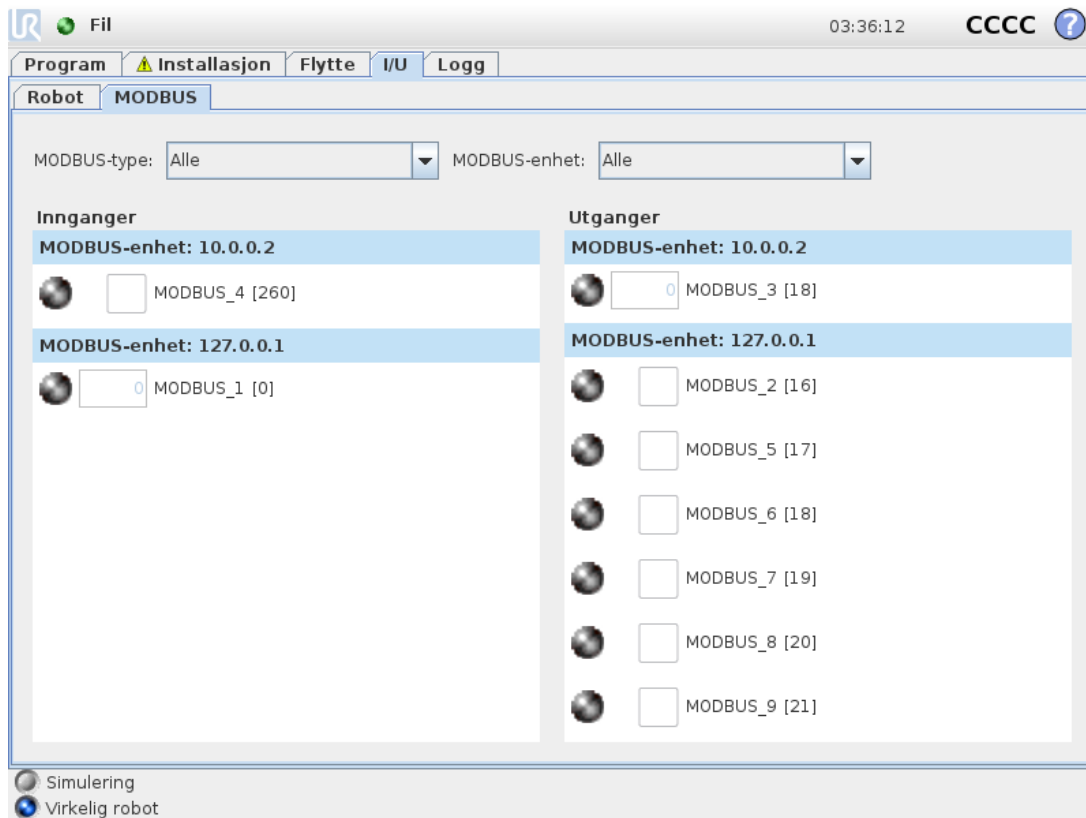 UR Fil 03:36:12 CCCC ?
Program Installasjon Flytte I/U Logg
Robot MODBUS
MODBUS-type: Alle MODBUS-enhet: Alle
Innganger
MODBUS-enhet: 10.0.0.2
MODBUS_4 [260]
MODBUS-enhet: 127.0.0.1
0 MODBUS_1 [0]
Utganger
MODBUS-enhet: 10.0.0.2
0 MODBUS_3 [18]
MODBUS-enhet: 127.0.0.1
MODBUS_2 [16]
MODBUS_5 [17]
MODBUS_6 [18]
MODBUS_7 [19]
MODBUS_8 [20]
MODBUS_9 [21]
Simulering
Virkelig robot